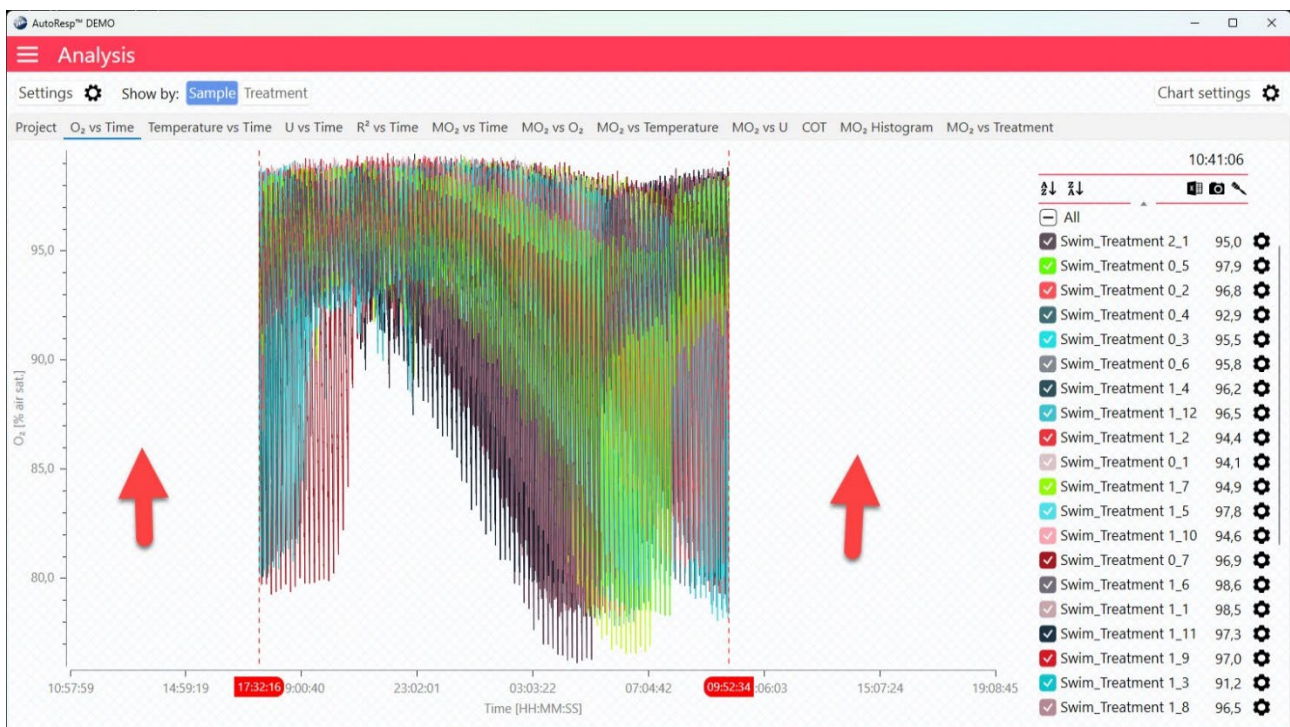 AutoResp™ DEMO
Analysis
Settings Show by: Sample Treatment Chart settings
Project O₂ vs Time Temperature vs Time U vs Time R² vs Time MO₂ vs Time MO₂ vs O₂ MO₂ vs Temperature MO₂ vs U COT MO₂ Histogram MO₂ vs Treatment
10:41:06
All
Swim_Treatment 2_1 95,0
Swim_Treatment 0_5 97,9
Swim_Treatment 0_2 96,8
Swim_Treatment 0_4 92,9
Swim_Treatment 0_3 95,5
Swim_Treatment 0_6 95,8
Swim_Treatment 1_4 96,2
Swim_Treatment 1_12 96,5
Swim_Treatment 1_2 94,4
Swim_Treatment 0_1 94,1
Swim_Treatment 1_7 94,9
Swim_Treatment 1_5 97,8
Swim_Treatment 1_10 94,6
Swim_Treatment 0_7 96,9
Swim_Treatment 1_6 98,6
Swim_Treatment 1_1 98,5
Swim_Treatment 1_11 97,3
Swim_Treatment 1_9 97,0
Swim_Treatment 1_3 91,2
Swim_Treatment 1_8 96,5
95,0
90,0
85,0
80,0
O₂ [% air sat.]
10:57:59 14:59:19 17:32:16 9:00:40 23:02:01 03:03:22 07:04:42 09:52:34 :06:03 15:07:24 19:08:45
Time [HH:MM:SS]